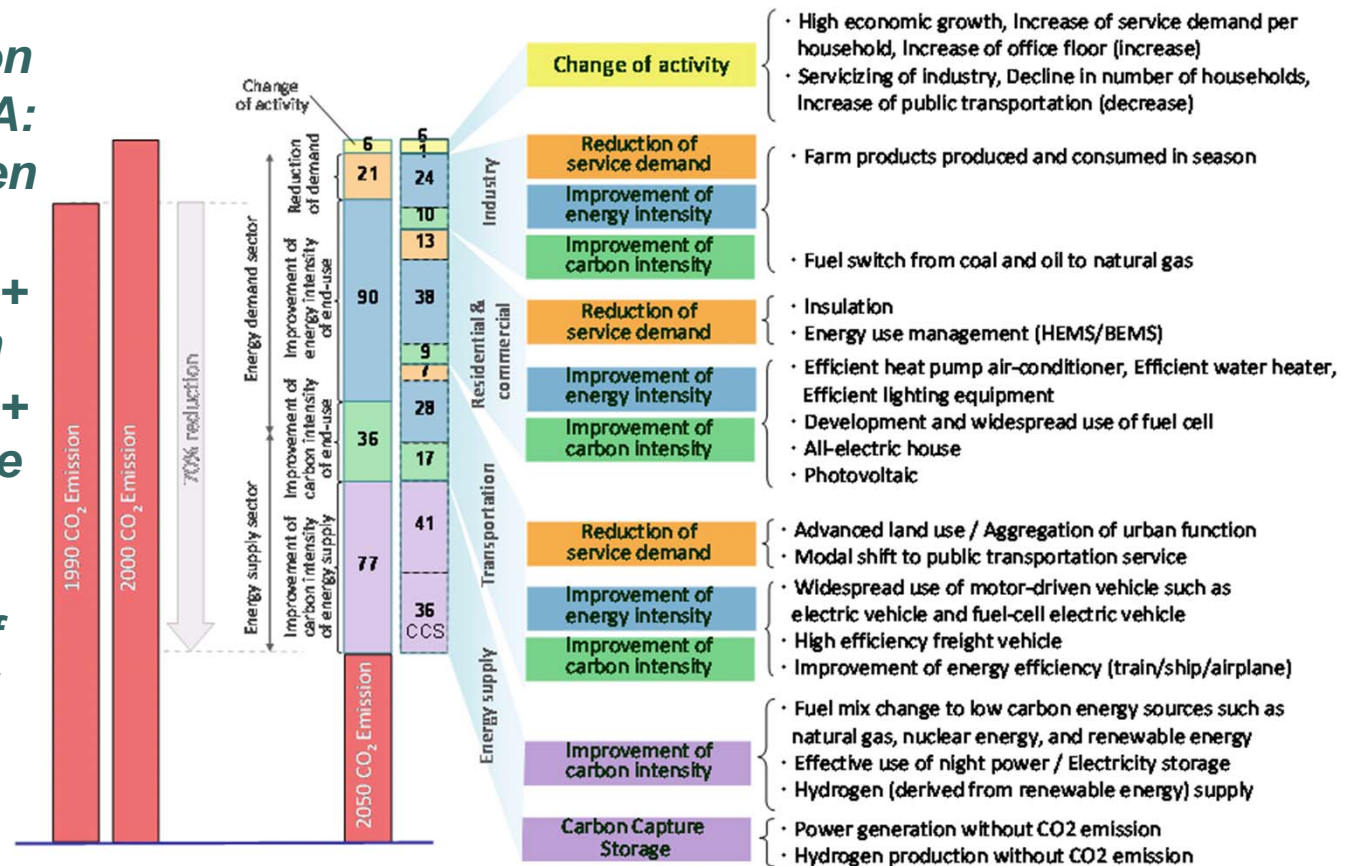 on
A:
en
+
n
+
e
Change
of activity
6
21
90
36
77
6
1
24
10
13
38
9
7
28
17
41
36
CCS
1990 CO2 Emission
2000 CO2 Emission
70% reduction
2050 CO2 Emission
Energy demand sector
Energy supply sector
Reduction
of demand
Improvement of
energy intensity
of end-use
Improvement of
carbon intensity
of end-use
Improvement of
carbon intensity
of energy supply
Industry
Residential &
commercial
Transportation
Energy supply
Change of activity
· High economic growth, Increase of service demand per
household, Increase of office floor (increase)
· Servicizing of industry, Decline in number of households,
Increase of public transportation (decrease)
Reduction of
service demand
Improvement of
energy intensity
Improvement of
carbon intensity
· Farm products produced and consumed in season
· Fuel switch from coal and oil to natural gas
Reduction of
service demand
· Insulation
· Energy use management (HEMS/BEMS)
Improvement of
energy intensity
Improvement of
carbon intensity
· Efficient heat pump air-conditioner, Efficient water heater,
Efficient lighting equipment
· Development and widespread use of fuel cell
· All-electric house
· Photovoltaic
Reduction of
service demand
· Advanced land use / Aggregation of urban function
· Modal shift to public transportation service
Improvement of
energy intensity
Improvement of
carbon intensity
· Widespread use of motor-driven vehicle such as
electric vehicle and fuel-cell electric vehicle
· High efficiency freight vehicle
· Improvement of energy efficiency (train/ship/airplane)
Improvement of
carbon intensity
· Fuel mix change to low carbon energy sources such as
natural gas, nuclear energy, and renewable energy
· Effective use of night power / Electricity storage
· Hydrogen (derived from renewable energy) supply
Carbon Capture
Storage
· Power generation without CO2 emission
· Hydrogen production without CO2 emission